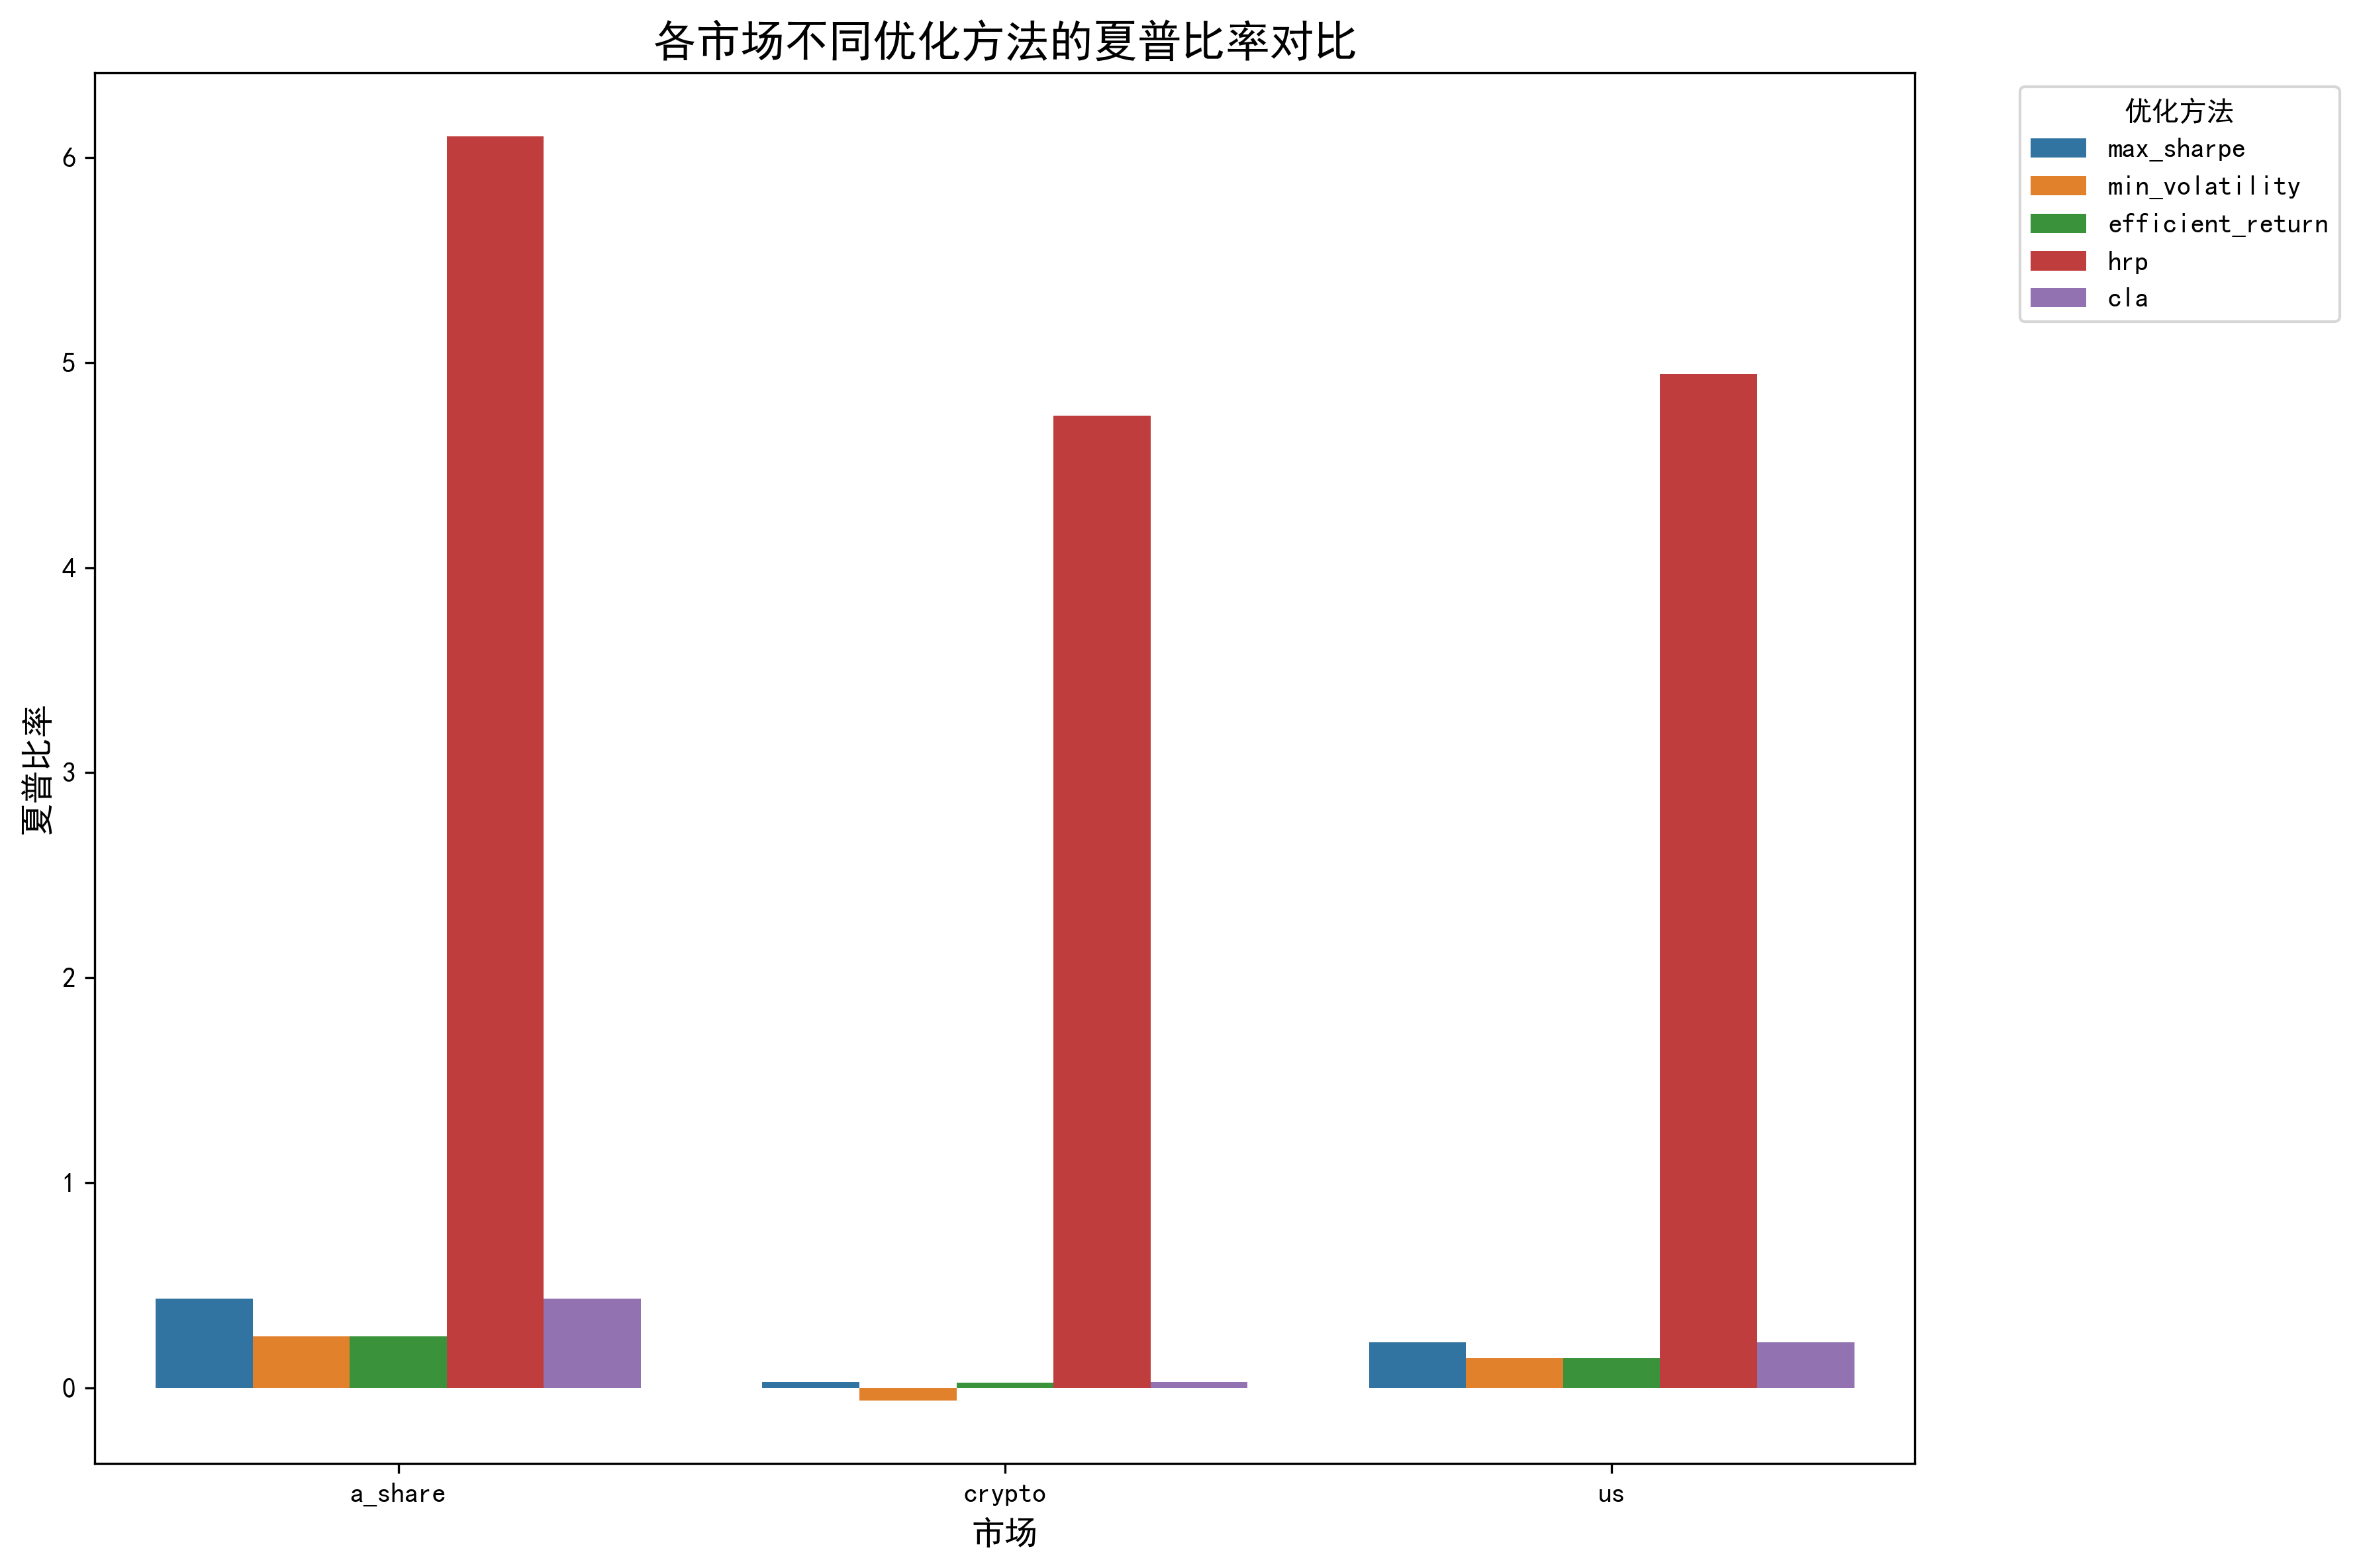 各市场不同优化方法的夏普比率对比
优化方法
max_sharpe
min_volatility
efficient_return
hrp
cla
夏普比率
6
5
4
3
2
1
0
a_share
crypto
us
市场